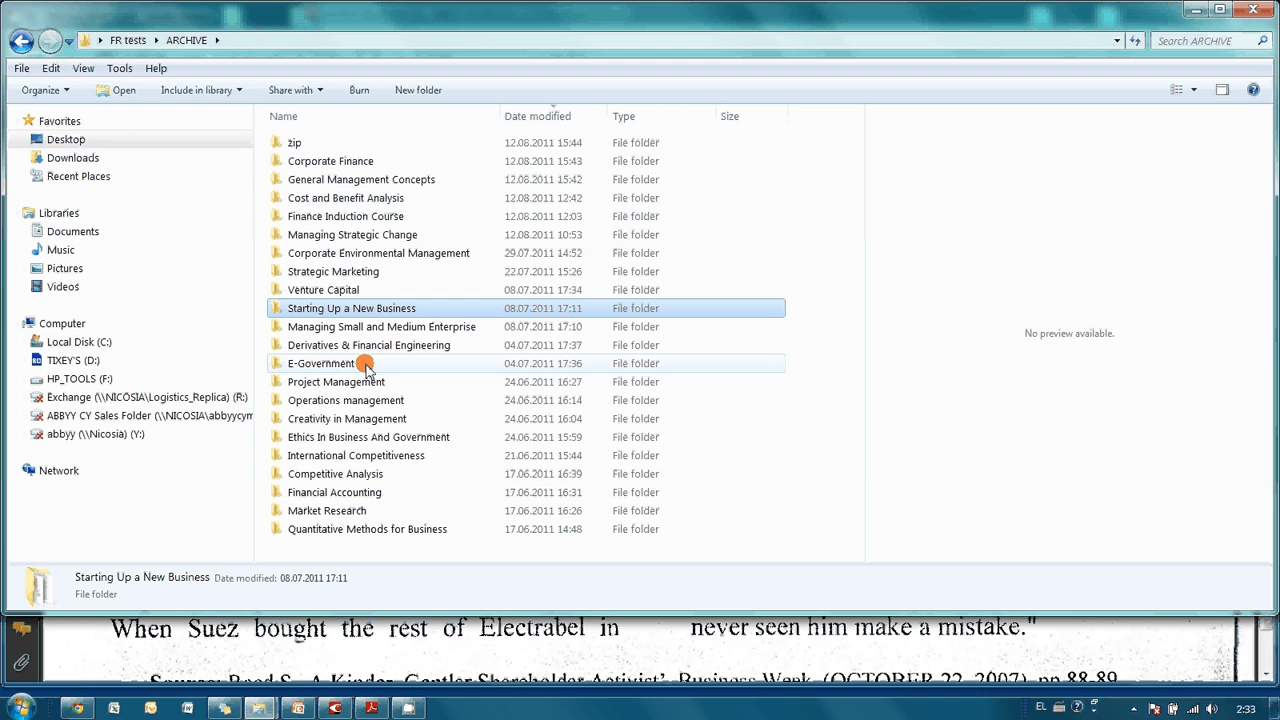 FR tests ARCHIVE
Search ARCHIVE
File Edit View Tools Help
Organize Open Include in library Share with Burn New folder
Favorites
Desktop
Downloads
Recent Places
Libraries
Documents
Music
Pictures
Videos
Computer
Local Disk (C:)
TIXEY'S (D:)
HP_TOOLS (F:)
Exchange (\\NICOSIA\Logistics_Replica) (R:)
ABBYY CY Sales Folder (\\NICOSIA\abbyycym
abbyy (\\Nicosia) (Y:)
Network
Name Date modified Type Size
zip 12.08.2011 15:44 File folder
Corporate Finance 12.08.2011 15:43 File folder
General Management Concepts 12.08.2011 15:42 File folder
Cost and Benefit Analysis 12.08.2011 12:42 File folder
Finance Induction Course 12.08.2011 12:03 File folder
Managing Strategic Change 12.08.2011 10:53 File folder
Corporate Environmental Management 29.07.2011 14:52 File folder
Strategic Marketing 22.07.2011 15:26 File folder
Venture Capital 08.07.2011 17:34 File folder
Starting Up a New Business 08.07.2011 17:11 File folder
Managing Small and Medium Enterprise 08.07.2011 17:10 File folder
Derivatives & Financial Engineering 04.07.2011 17:37 File folder
E-Government 04.07.2011 17:36 File folder
Project Management 24.06.2011 16:27 File folder
Operations management 24.06.2011 16:14 File folder
Creativity in Management 24.06.2011 16:04 File folder
Ethics In Business And Government 24.06.2011 15:59 File folder
International Competitiveness 21.06.2011 15:44 File folder
Competitive Analysis 17.06.2011 16:39 File folder
Financial Accounting 17.06.2011 16:31 File folder
Market Research 17.06.2011 16:26 File folder
Quantitative Methods for Business 17.06.2011 14:48 File folder
No preview available.
Starting Up a New Business Date modified: 08.07.2011 17:11
File folder
When Suez bought the rest of Electrabel in never seen him make a mistake."
Source: Reed S., A Kinder, Gentler Shareholder Activist', Business Week, (OCTOBER 22, 2007), pp.88-89
EL 2:33